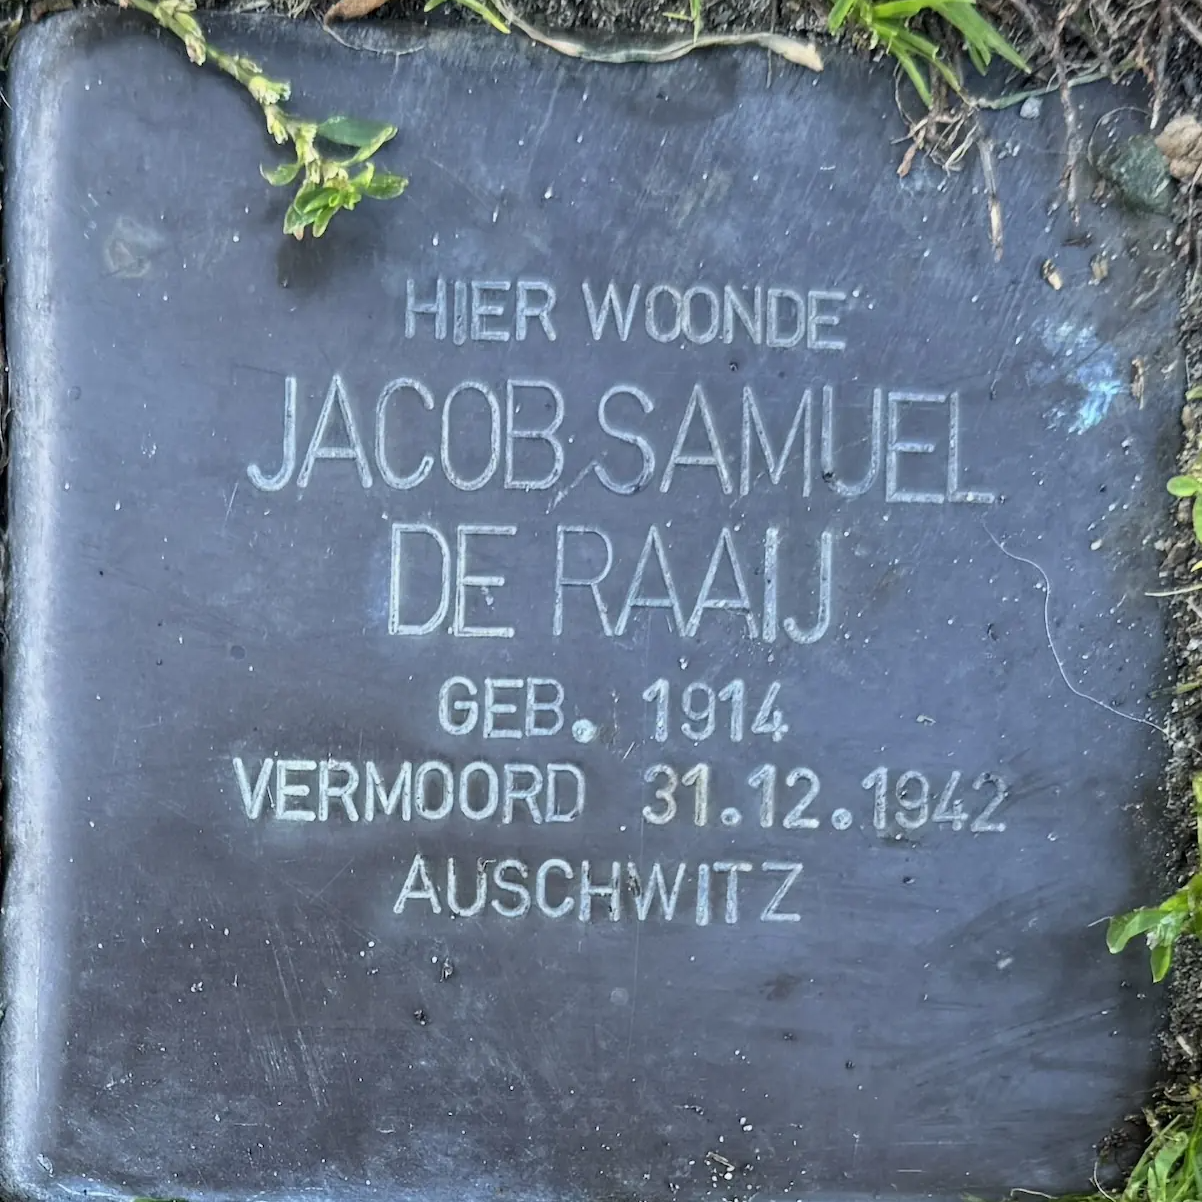 HIER WOONDE
JACOB SAMUEL
DE RAAIJ
GEB. 1914
VERMOORD 31.12.1942
AUSCHWITZ